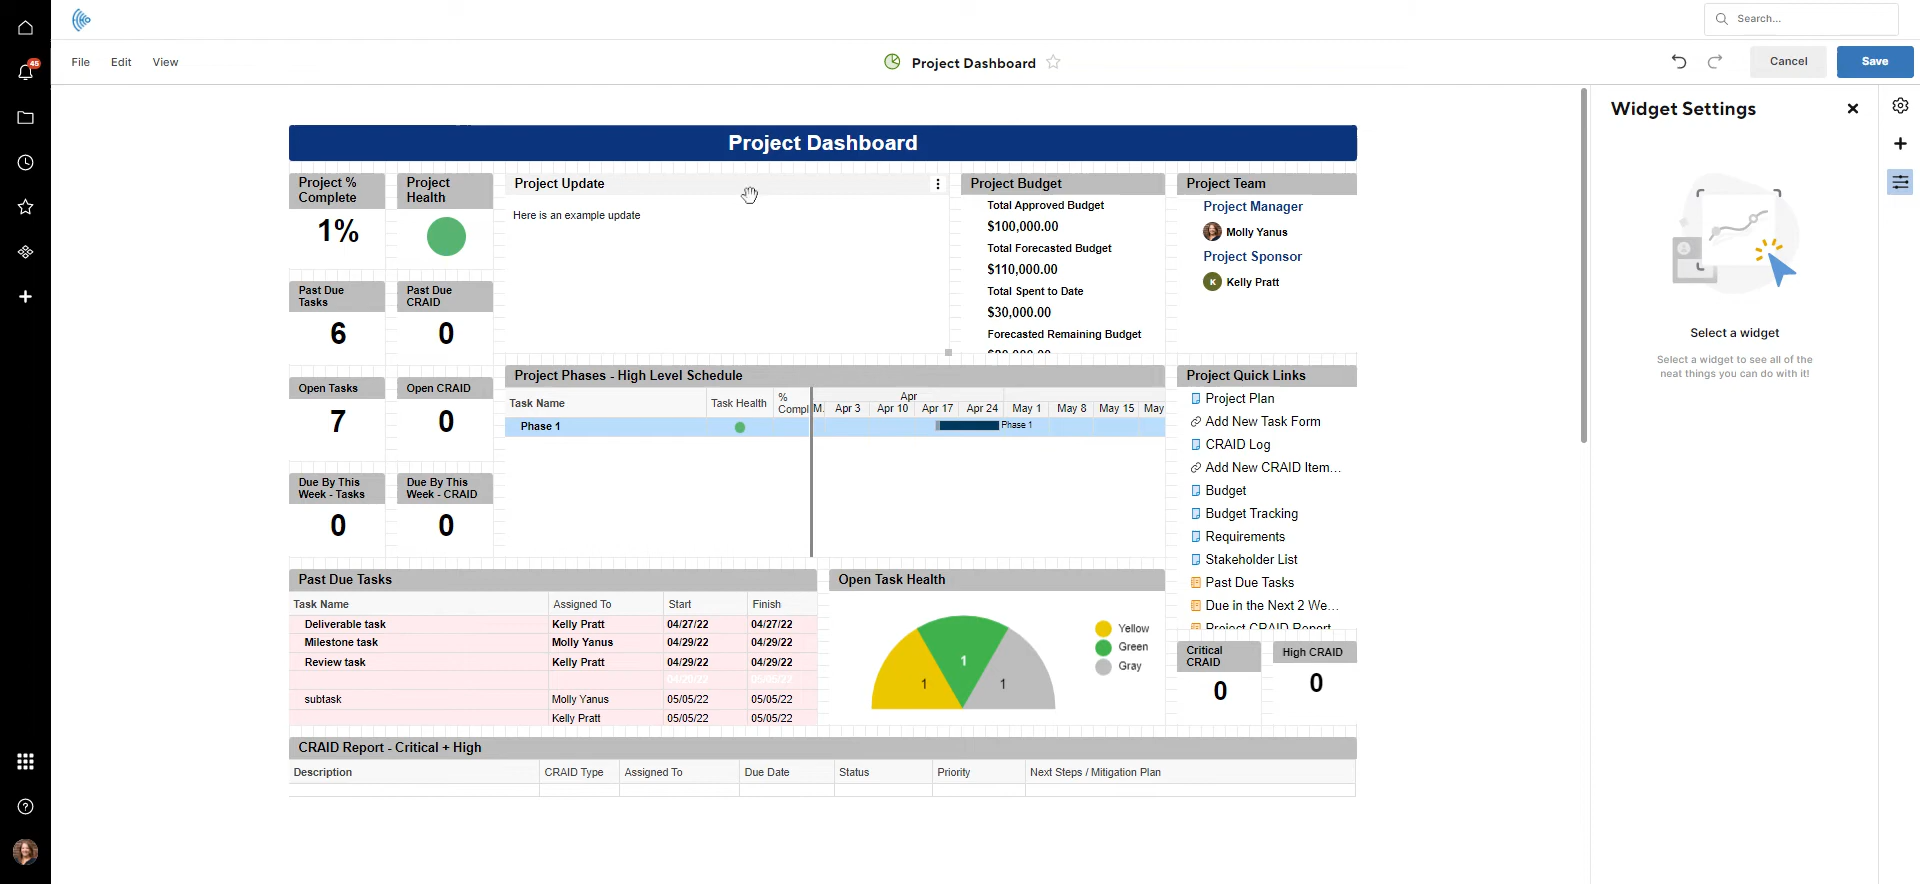 45
Search...
File Edit View
Project Dashboard
Cancel
Save
Widget Settings
Project Dashboard
Project %
Complete
1%
Project
Health
Project Update
Here is an example update
Project Budget
Total Approved Budget
$100,000.00
Total Forecasted Budget
$110,000.00
Total Spent to Date
$30,000.00
Forecasted Remaining Budget
Project Team
Project Manager
Molly Yanus
Project Sponsor
K Kelly Pratt
Select a widget
Select a widget to see all of the
neat things you can do with it!
Past Due
Tasks
6
Past Due
CRAID
0
Open Tasks
7
Open CRAID
0
Due By This
Week - Tasks
0
Due By This
Week - CRAID
0
Project Phases - High Level Schedule
Task Name Task Health %
Compl
Apr
M. Apr 3 Apr 10 Apr 17 Apr 24 May 1 May 8 May 15 May
Phase 1
Phase 1
Project Quick Links
Project Plan
Add New Task Form
CRAID Log
Add New CRAID Item...
Budget
Budget Tracking
Requirements
Stakeholder List
Past Due Tasks
Due in the Next 2 We...
Project CRAID Report
Past Due Tasks
Task Name Assigned To Start Finish
Deliverable task Kelly Pratt 04/27/22 04/27/22
Milestone task Molly Yanus 04/29/22 04/29/22
Review task Kelly Pratt 04/29/22 04/29/22
subtask Molly Yanus 05/05/22 05/05/22
Kelly Pratt 05/05/22 05/05/22
Open Task Health
1
1
1
Yellow
Green
Gray
Critical
CRAID
0
High CRAID
0
CRAID Report - Critical + High
Description CRAID Type Assigned To Due Date Status Priority Next Steps / Mitigation Plan